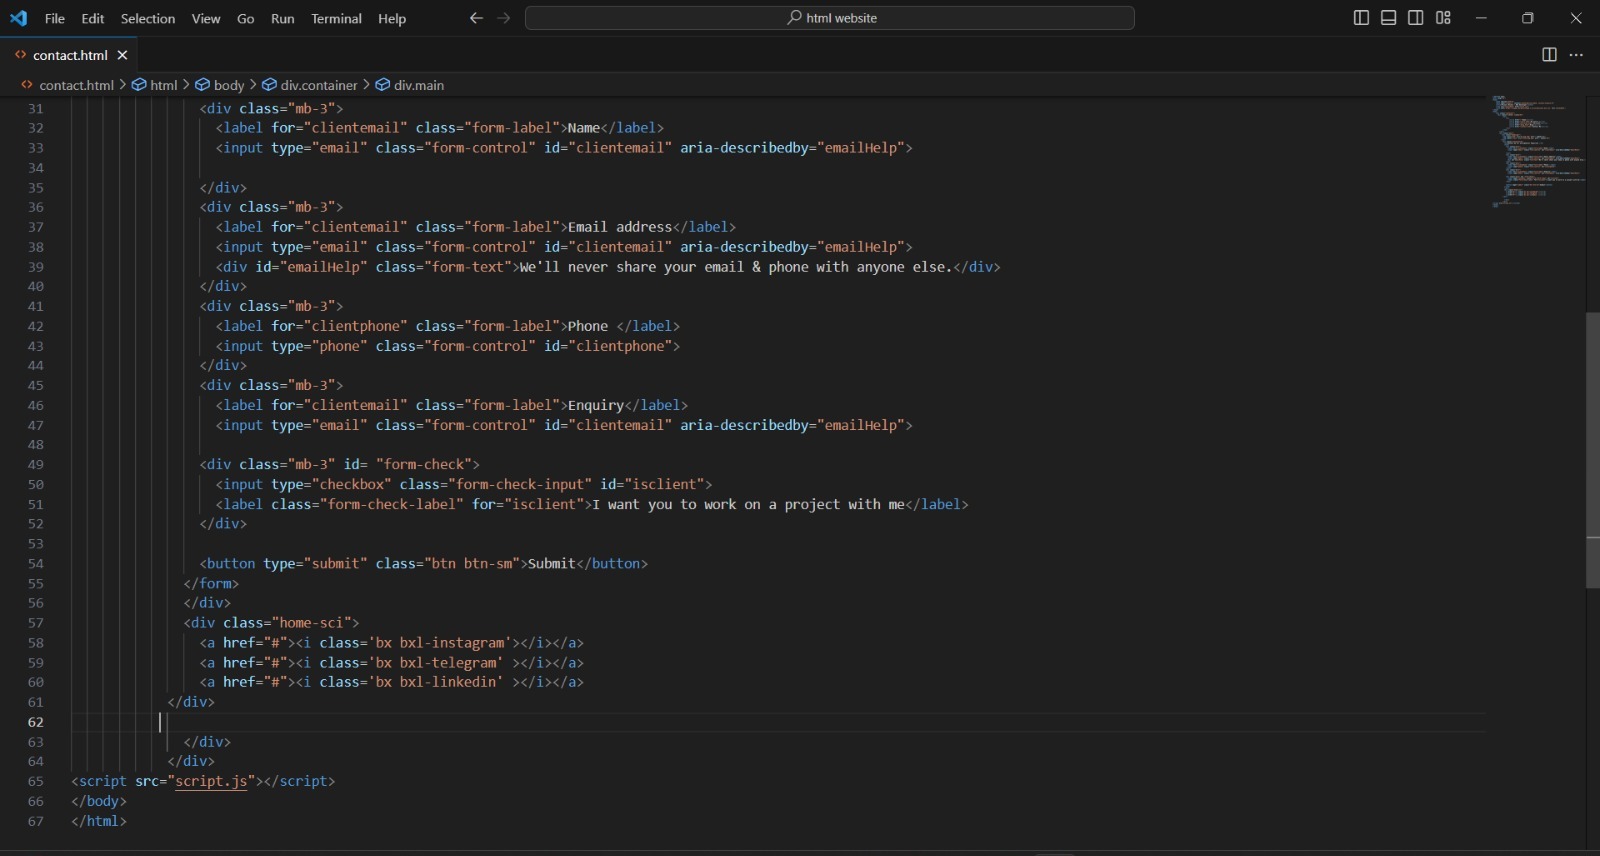 File Edit Selection View Go Run Terminal Help html website
contact.html
contact.html > html > body > div.container > div.main
31 <div class="mb-3">
32 <label for="clientemail" class="form-label">Name</label>
33 <input type="email" class="form-control" id="clientemail" aria-describedby="emailHelp">
34
35 </div>
36 <div class="mb-3">
37 <label for="clientemail" class="form-label">Email address</label>
38 <input type="email" class="form-control" id="clientemail" aria-describedby="emailHelp">
39 <div id="emailHelp" class="form-text">We'll never share your email & phone with anyone else.</div>
40 </div>
41 <div class="mb-3">
42 <label for="clientphone" class="form-label">Phone </label>
43 <input type="phone" class="form-control" id="clientphone">
44 </div>
45 <div class="mb-3">
46 <label for="clientemail" class="form-label">Enquiry</label>
47 <input type="email" class="form-control" id="clientemail" aria-describedby="emailHelp">
48
49 <div class="mb-3" id= "form-check">
50 <input type="checkbox" class="form-check-input" id="isclient">
51 <label class="form-check-label" for="isclient">I want you to work on a project with me</label>
52 </div>
53
54 <button type="submit" class="btn btn-sm">Submit</button>
55 </form>
56 </div>
57 <div class="home-sci">
58 <a href="#"><i class='bx bxl-instagram'></i></a>
59 <a href="#"><i class='bx bxl-telegram' ></i></a>
60 <a href="#"><i class='bx bxl-linkedin' ></i></a>
61 </div>
62
63 </div>
64 </div>
65 <script src="script.js"></script>
66 </body>
67 </html>